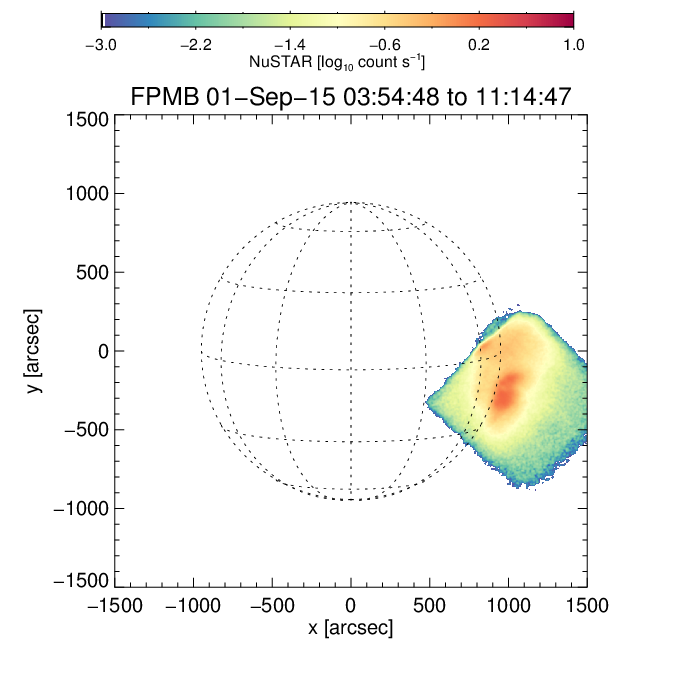 −3.0 −2.2 −1.4 −0.6 0.2 1.0
NuSTAR [log₁₀ count s⁻¹]
FPMB 01−Sep−15 03:54:48 to 11:14:47
1500
1000
500
0
−500
−1000
−1500
y [arcsec]
−1500 −1000 −500 0 500 1000 1500
x [arcsec]